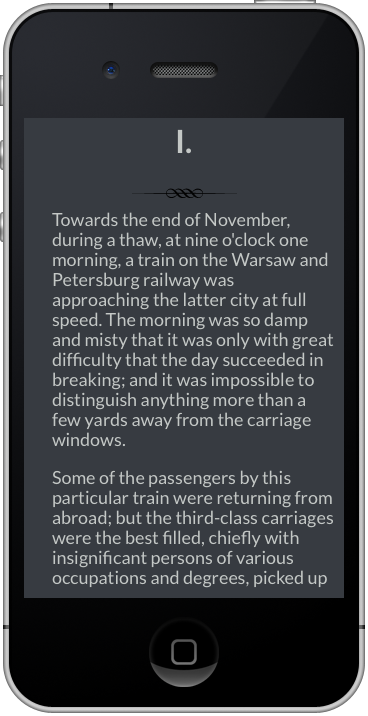 I.
Towards the end of November,
during a thaw, at nine o'clock one
morning, a train on the Warsaw and
Petersburg railway was
approaching the latter city at full
speed. The morning was so damp
and misty that it was only with great
difficulty that the day succeeded in
breaking; and it was impossible to
distinguish anything more than a
few yards away from the carriage
windows.
Some of the passengers by this
particular train were returning from
abroad; but the third-class carriages
were the best filled, chiefly with
insignificant persons of various
occupations and degrees, picked up